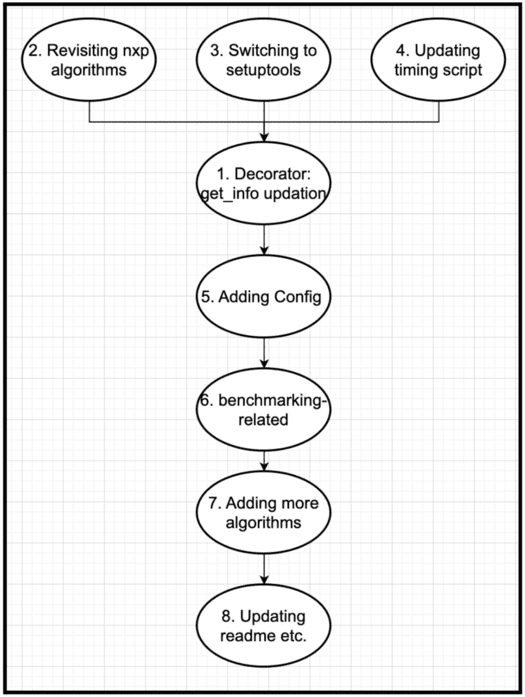 2. Revisiting nxp
algorithms
3. Switching to
setuptools
4. Updating
timing script
1. Decorator:
get_info updation
5. Adding Config
6. benchmarking-
related
7. Adding more
algorithms
8. Updating
readme etc.